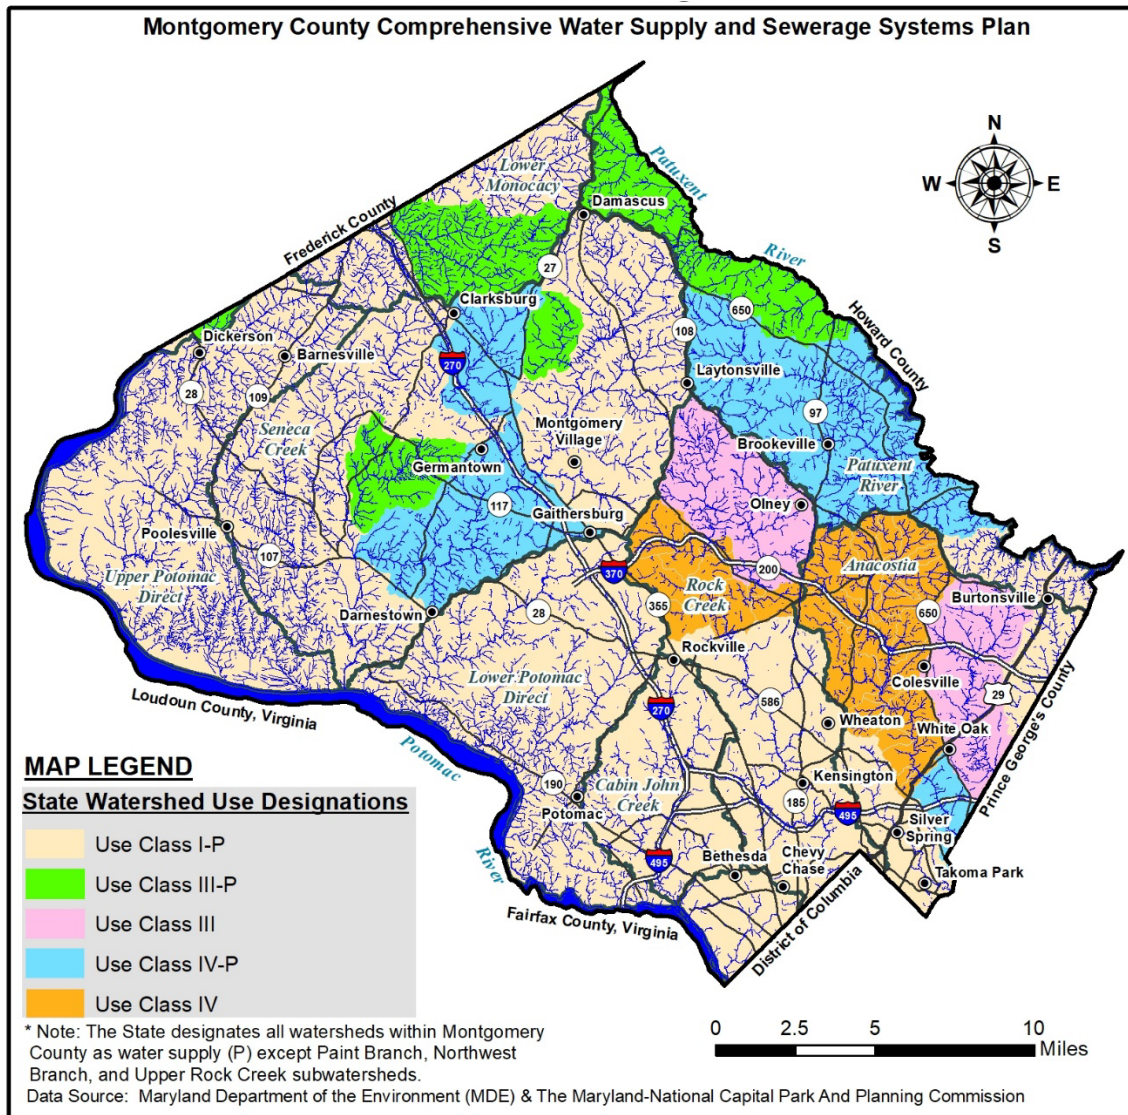 Montgomery County Comprehensive Water Supply and Sewerage Systems Plan
N
W
E
S
Patuxent
River
Lower
Monocacy
Damascus
Frederick County
27
Clarksburg
650
Howard County
108
Dickerson
Barnesville
270
28
109
Laytonsville
97
Seneca
Creek
Montgomery
Village
Brookeville
Germantown
Patuxent
River
117
Gaithersburg
Olney
Poolesville
107
Anacostia
370
200
Upper Potomac
Direct
Rock
Creek
Burtonsville
Darnestown
28
355
650
Rockville
Colesville
Lower Potomac
Direct
29
Loudoun County, Virginia
270
586
Wheaton
White Oak
Prince George's County
Potomac
River
190
Potomac
Cabin John
Creek
Kensington
185
495
Silver
Spring
495
Bethesda
Chevy
Chase
Takoma Park
Fairfax County, Virginia
District of Columbia
MAP LEGEND
State Watershed Use Designations
Use Class I-P
Use Class III-P
Use Class III
Use Class IV-P
Use Class IV
* Note: The State designates all watersheds within Montgomery
County as water supply (P) except Paint Branch, Northwest
Branch, and Upper Rock Creek subwatersheds.
0 2.5 5 10
Miles
Data Source: Maryland Department of the Environment (MDE) & The Maryland-National Capital Park And Planning Commission